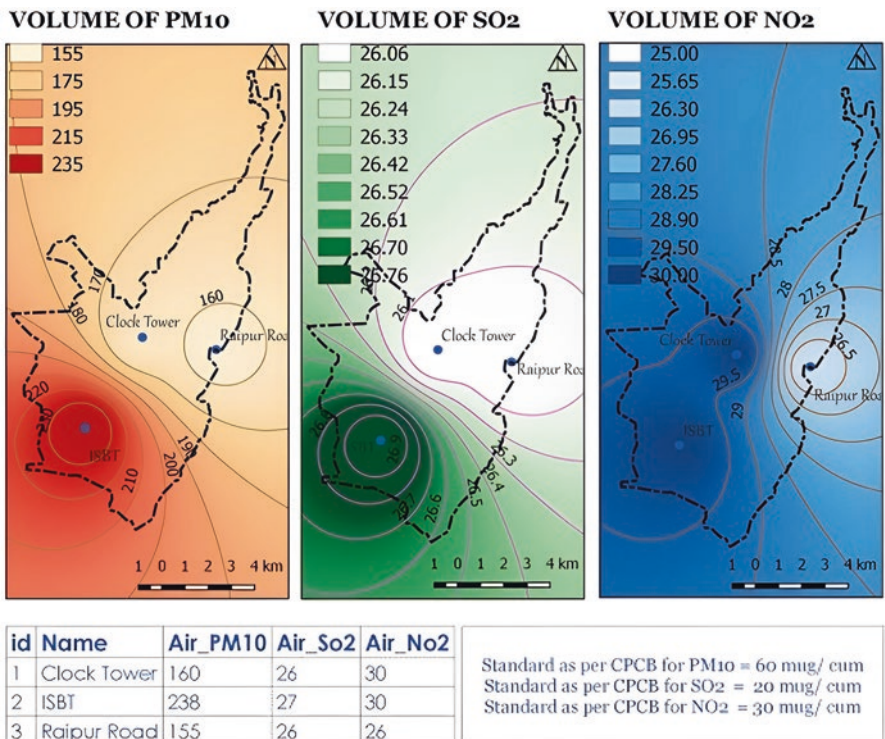 VOLUME OF PM10
N
155
175
195
215
235
170
180
160
Clock Tower
Raipur Roa
220
230
ISBT
190
200
210
1 0 1 2 3 4 km
VOLUME OF SO2
N
26.06
26.15
26.24
26.33
26.42
26.52
26.61
26.70
26.76
Clock Tower
Raipur Roa
26.9
26.3
26.4
26.5
26.6
26.7
1 0 1 2 3 4 km
VOLUME OF NO2
N
25.00
25.65
26.30
26.95
27.60
28.25
28.90
29.50
30.00
28.5
28
27.5
27
26.5
Clock Tower
Raipur Roa
29.5
29
ISBT
1 0 1 2 3 4 km
id Name Air_PM10 Air_So2 Air_No2
1 Clock Tower 160 26 30
2 ISBT 238 27 30
3 Raipur Road 155 26 26
Standard as per CPCB for PM10 = 60 mug/ cum
Standard as per CPCB for SO2 = 20 mug/ cum
Standard as per CPCB for NO2 = 30 mug/ cum